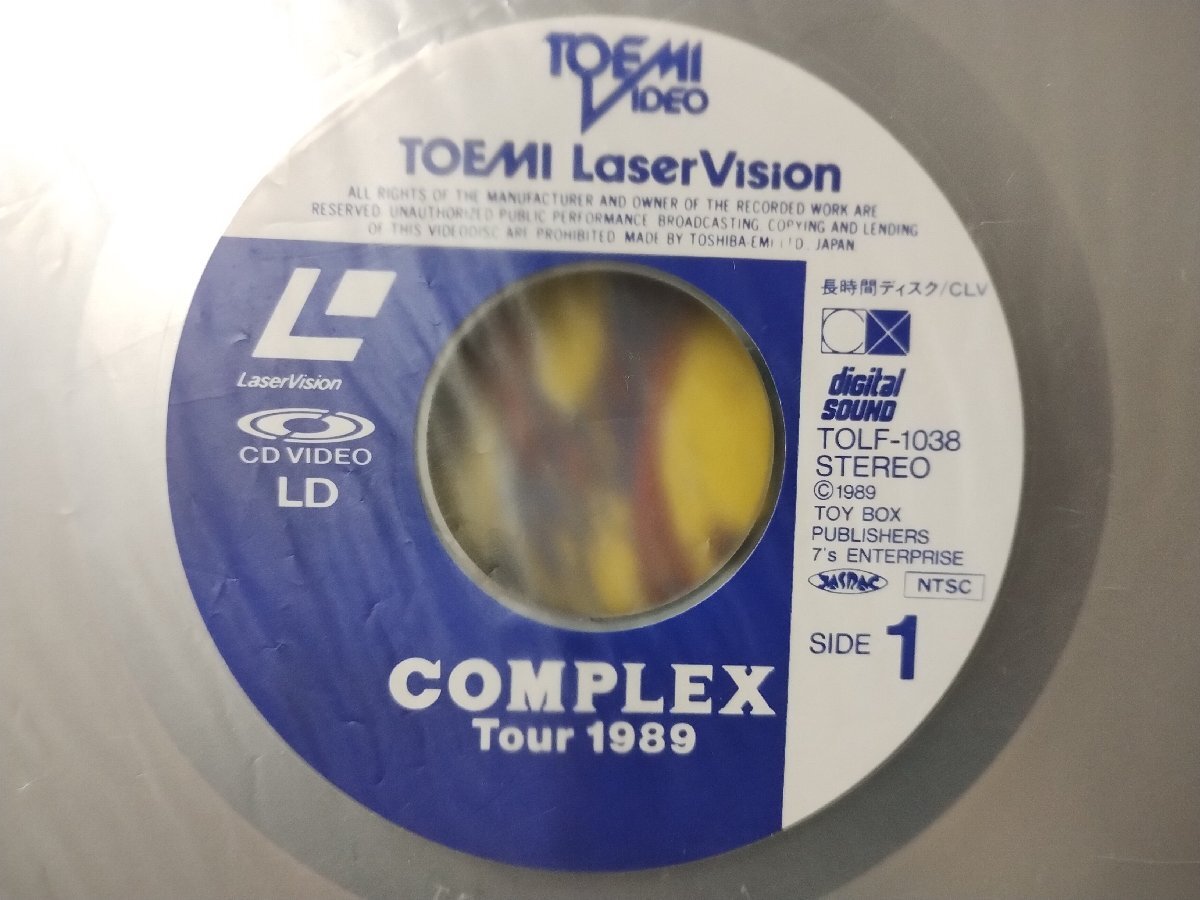 TOEMI
VIDEO
TOEMI LaserVision
ALL RIGHTS OF THE MANUFACTURER AND OWNER OF THE RECORDED WORK ARE
RESERVED. UNAUTHORIZED PUBLIC PERFORMANCE BROADCASTING COPYING AND LENDING
OF THIS VIDEODISC ARE PROHIBITED MADE BY TOSHIBA-EMI LTD. JAPAN
長時間ディスク/CLV
LaserVision
CD VIDEO
LD
digital
SOUND
TOLF-1038
STEREO
©1989
TOY BOX
PUBLISHERS
7's ENTERPRISE
JASRAC
NTSC
SIDE 1
COMPLEX
Tour 1989